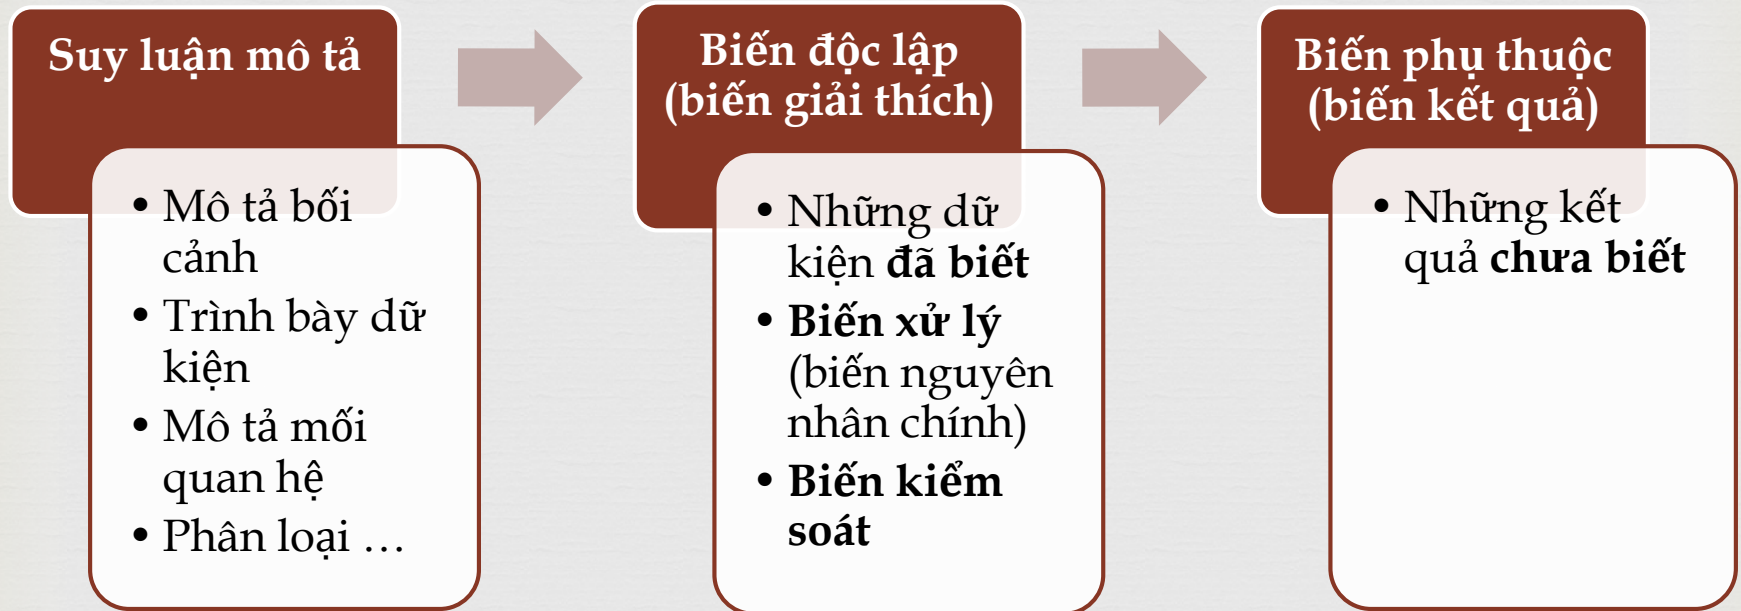 Suy luận mô tả
• Mô tả bối
cảnh
• Trình bày dữ
kiện
• Mô tả mối
quan hệ
• Phân loại …
Biến độc lập
(biến giải thích)
• Những dữ
kiện đã biết
• Biến xử lý
(biến nguyên
nhân chính)
• Biến kiểm
soát
Biến phụ thuộc
(biến kết quả)
• Những kết
quả chưa biết